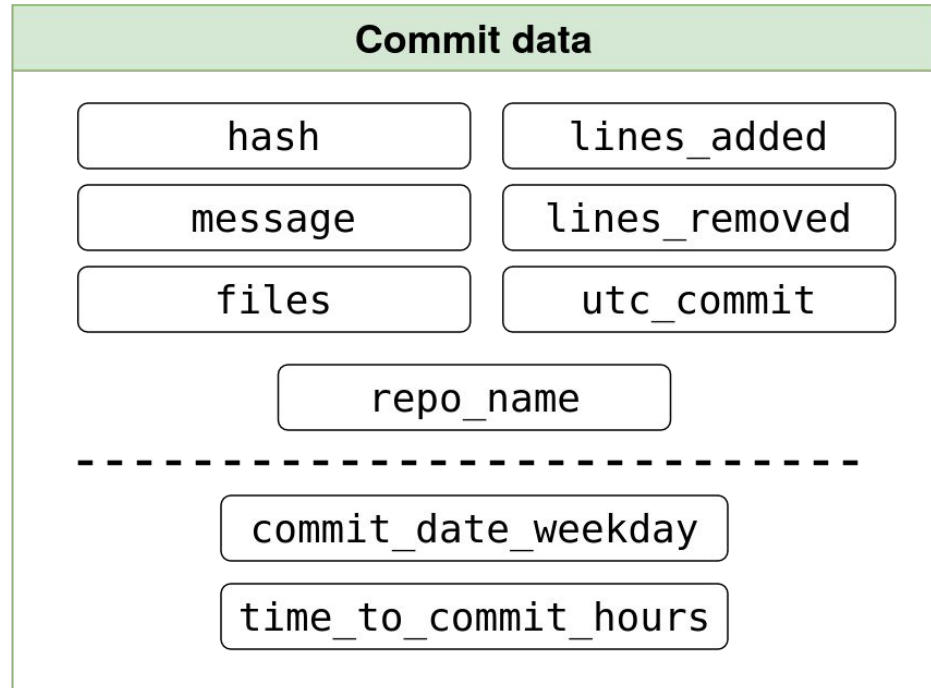 Commit data
hash
lines_added
message
lines_removed
files
utc_commit
repo_name
commit_date_weekday
time_to_commit_hours